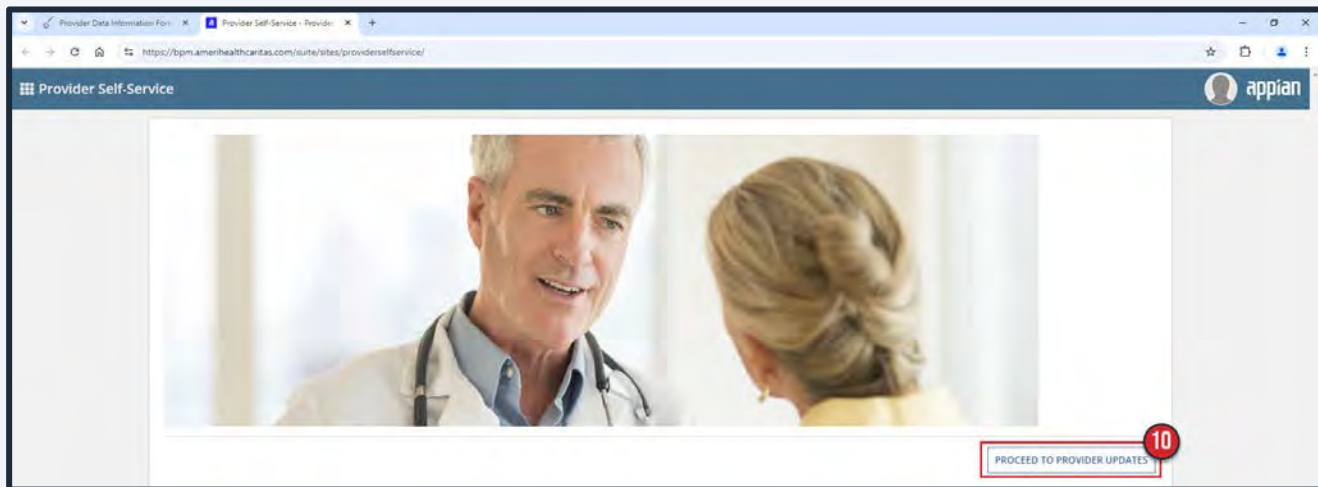 Provider Data Information For
Provider Self-Service - Provide
https://bpm.amerihealthcaritas.com/suite/sites/providerselfservice/
Provider Self-Service
appian
10
PROCEED TO PROVIDER UPDATES